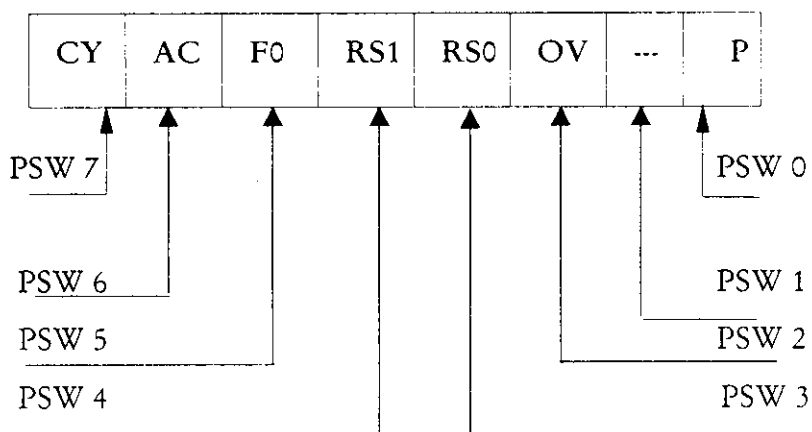 CY AC F0 RS1 RS0 OV --- P
PSW 7 PSW 0
PSW 6 PSW 1
PSW 5 PSW 2
PSW 4 PSW 3